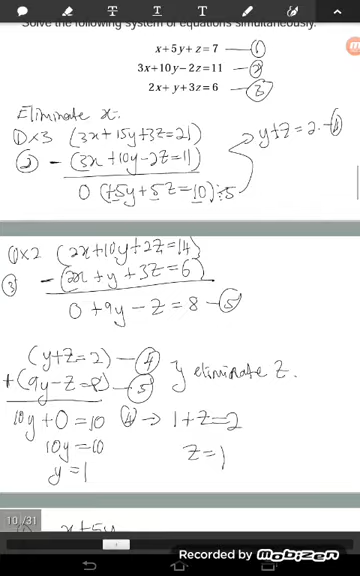 Solve the following system of equations simultaneously.
x+5y+z=7 —①
3x+10y−2z=11 —②
2x+ y+3z=6 —③
Eliminate x.
①×3 (3x+15y+3z=21)
② −(3x+10y−2z=11)
0 (+5y+5z=10)÷5
y+z=2.—④
①×2 (2x+10y+2z=14)
③ −(2x+y+3z=6)
0+9y−z=8—⑤
(y+z=2)—④
+(9y−z=8)—⑤ } eliminate z.
10y+0=10 ④→ 1+z=2
10y=10 z=1
y=1
10/31
x+5y
Recorded by mobizen